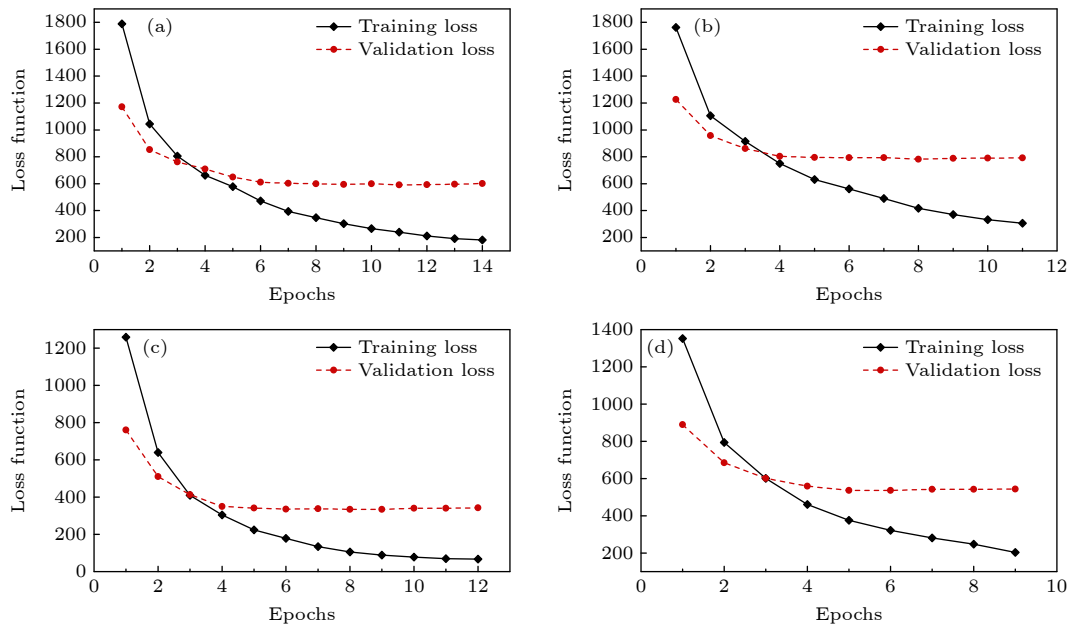 (a)
Training loss
Validation loss
Loss function
1800
1600
1400
1200
1000
800
600
400
200
0 2 4 6 8 10 12 14
Epochs
(b)
Training loss
Validation loss
Loss function
1800
1600
1400
1200
1000
800
600
400
200
0 2 4 6 8 10 12
Epochs
(c)
Training loss
Validation loss
Loss function
1200
1000
800
600
400
200
0
0 2 4 6 8 10 12
Epochs
(d)
Training loss
Validation loss
Loss function
1400
1200
1000
800
600
400
200
0 2 4 6 8 10
Epochs